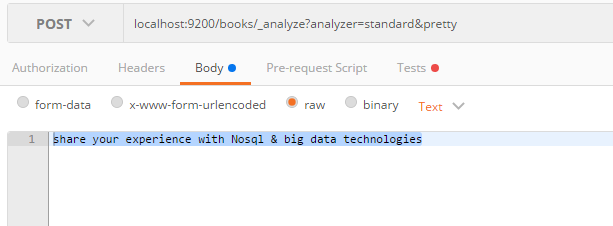 POST localhost:9200/books/_analyze?analyzer=standard&pretty
Authorization Headers Body Pre-request Script Tests
form-data x-www-form-urlencoded raw binary Text
1 share your experience with Nosql & big data technologies